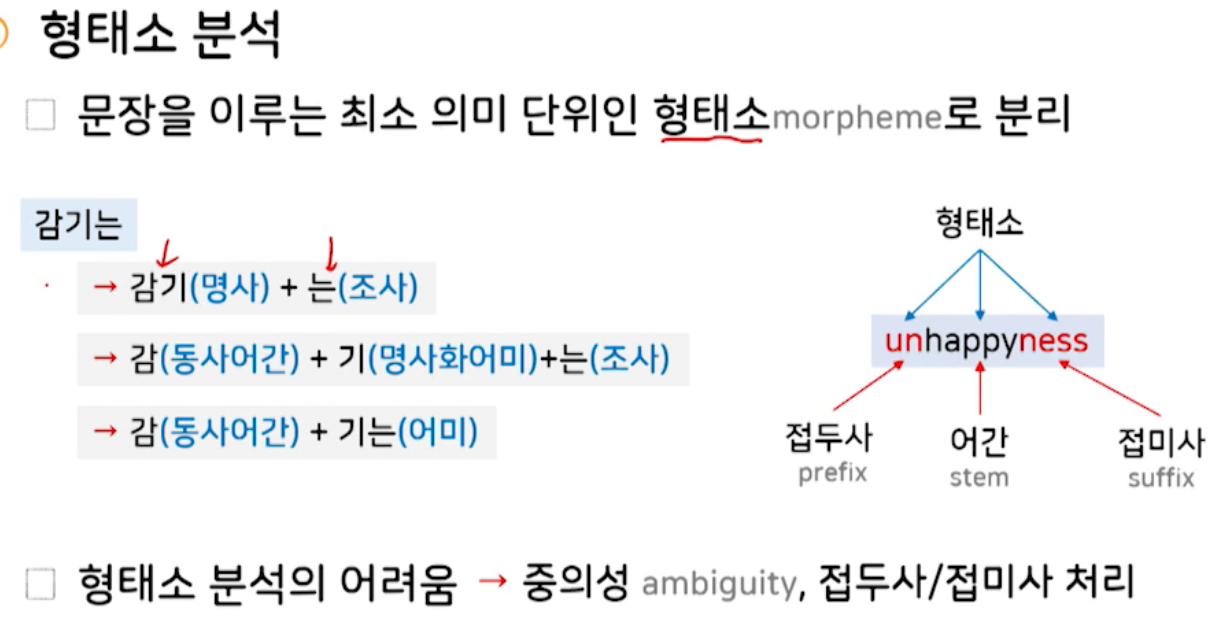 형태소 분석
문장을 이루는 최소 의미 단위인 형태소morpheme로 분리
감기는
→ 감기(명사) + 는(조사)
→ 감(동사어간) + 기(명사화어미)+는(조사)
→ 감(동사어간) + 기는(어미)
형태소
unhappyness
접두사
prefix
어간
stem
접미사
suffix
형태소 분석의 어려움 → 중의성 ambiguity, 접두사/접미사 처리